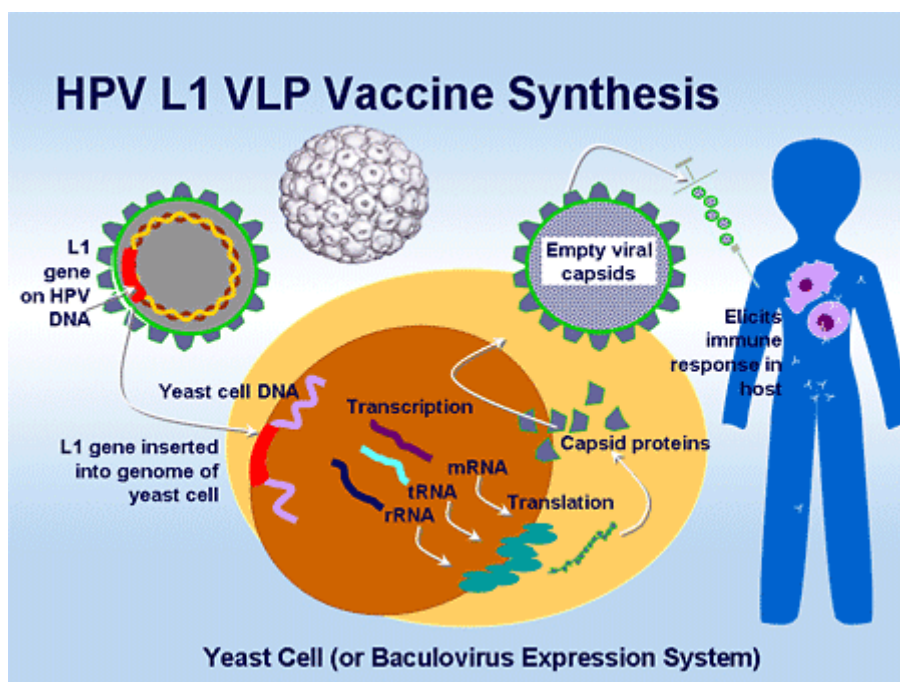 HPV L1 VLP Vaccine Synthesis
L1
gene
on HPV
DNA
Empty viral
capsids
Elicits
immune
response in
host
Yeast cell DNA
L1 gene inserted
into genome of
yeast cell
Transcription
mRNA
tRNA
rRNA
Capsid proteins
Translation
Yeast Cell (or Baculovirus Expression System)